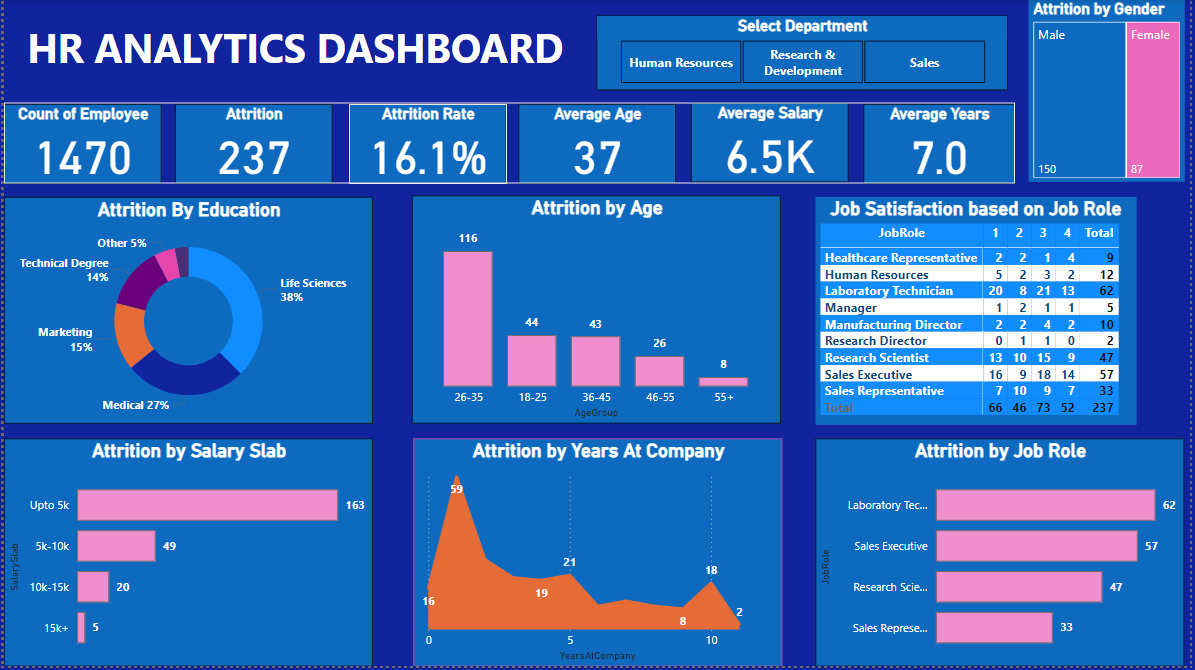 HR ANALYTICS DASHBOARD
Select Department
Human Resources
Research &
Development
Sales
Attrition by Gender
Male
Female
150
87
Count of Employee
1470
Attrition
237
Attrition Rate
16.1%
Average Age
37
Average Salary
6.5K
Average Years
7.0
Attrition By Education
Other 5%
Technical Degree
14%
Life Sciences
38%
Marketing
15%
Medical 27%
Attrition by Age
116
44
43
26
8
26-35
18-25
36-45
46-55
55+
AgeGroup
Job Satisfaction based on Job Role
JobRole 1 2 3 4 Total
Healthcare Representative 2 2 1 4 9
Human Resources 5 2 3 2 12
Laboratory Technician 20 8 21 13 62
Manager 1 2 1 1 5
Manufacturing Director 2 2 4 2 10
Research Director 0 1 1 0 2
Research Scientist 13 10 15 9 47
Sales Executive 16 9 18 14 57
Sales Representative 7 10 9 7 33
Total 66 46 73 52 237
Attrition by Salary Slab
SalarySlab
Upto 5k 163
5k-10k 49
10k-15k 20
15k+ 5
Attrition by Years At Company
59
16
19
21
8
18
2
0
5
10
YearsAtCompany
Attrition by Job Role
JobRole
Laboratory Tec... 62
Sales Executive 57
Research Scie... 47
Sales Represe... 33